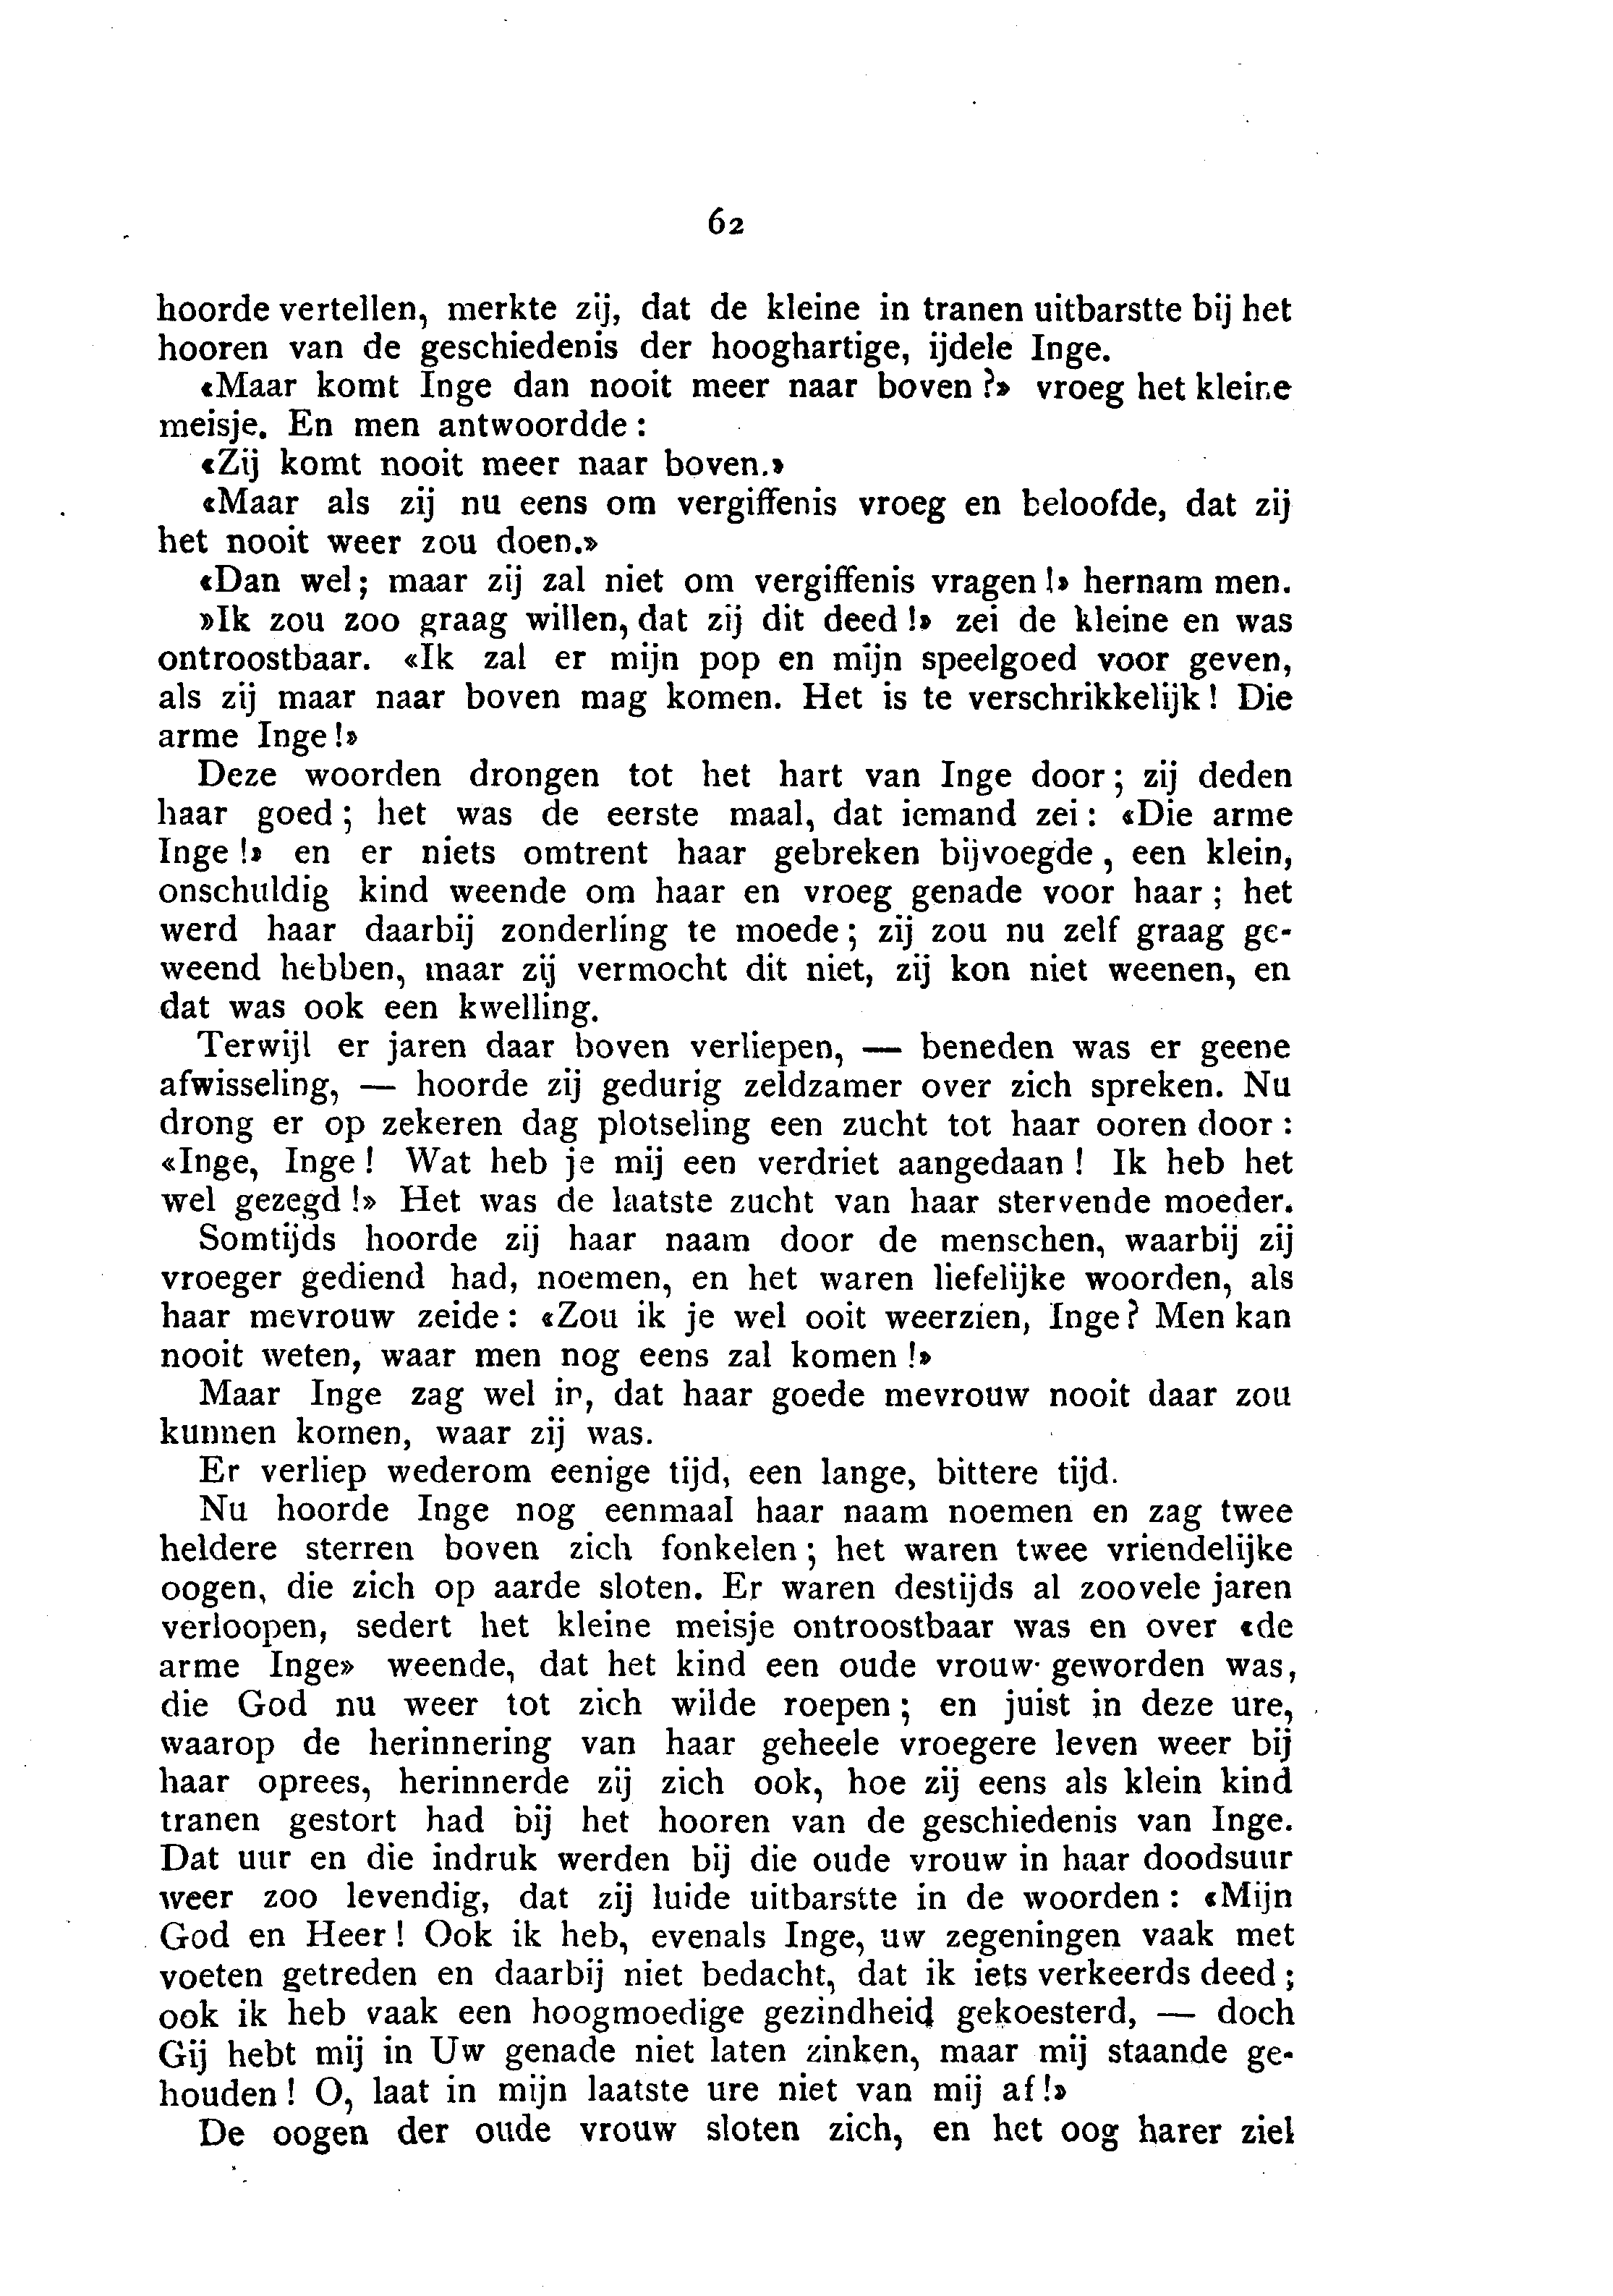 62
hoorde vertellen, merkte zij, dat de kleine in tranen uitbarstte bij het
hooren van de geschiedenis der hooghartige, ijdele Inge.
«Maar komt Inge dan nooit meer naar boven?» vroeg het kleine
meisje. En men antwoordde:
«Zij komt nooit meer naar boven.»
«Maar als zij nu eens om vergiffenis vroeg en beloofde, dat zij
het nooit weer zou doen.»
«Dan wel; maar zij zal niet om vergiffenis vragen!» hernam men.
»Ik zou zoo graag willen, dat zij dit deed!» zei de kleine en was
ontroostbaar. «Ik zal er mijn pop en mijn speelgoed voor geven,
als zij maar naar boven mag komen. Het is te verschrikkelijk! Die
arme Inge!»
Deze woorden drongen tot het hart van Inge door; zij deden
haar goed; het was de eerste maal, dat iemand zei: «Die arme
Inge!» en er niets omtrent haar gebreken bijvoegde, een klein,
onschuldig kind weende om haar en vroeg genade voor haar; het
werd haar daarbij zonderling te moede; zij zou nu zelf graag ge-
weend hebben, maar zij vermocht dit niet, zij kon niet weenen, en
dat was ook een kwelling.
Terwijl er jaren daar boven verliepen, — beneden was er geene
afwisseling, — hoorde zij gedurig zeldzamer over zich spreken. Nu
drong er op zekeren dag plotseling een zucht tot haar ooren door:
«Inge, Inge! Wat heb je mij een verdriet aangedaan! Ik heb het
wel gezegd!» Het was de laatste zucht van haar stervende moeder.
Somtijds hoorde zij haar naam door de menschen, waarbij zij
vroeger gediend had, noemen, en het waren liefelijke woorden, als
haar mevrouw zeide: «Zou ik je wel ooit weerzien, Inge? Men kan
nooit weten, waar men nog eens zal komen!»
Maar Inge zag wel in, dat haar goede mevrouw nooit daar zou
kunnen komen, waar zij was.
Er verliep wederom eenige tijd, een lange, bittere tijd.
Nu hoorde Inge nog eenmaal haar naam noemen en zag twee
heldere sterren boven zich fonkelen; het waren twee vriendelijke
oogen, die zich op aarde sloten. Er waren destijds al zoovele jaren
verloopen, sedert het kleine meisje ontroostbaar was en over «de
arme Inge» weende, dat het kind een oude vrouw geworden was,
die God nu weer tot zich wilde roepen; en juist in deze ure,
waarop de herinnering van haar geheele vroegere leven weer bij
haar oprees, herinnerde zij zich ook, hoe zij eens als klein kind
tranen gestort had bij het hooren van de geschiedenis van Inge.
Dat uur en die indruk werden bij die oude vrouw in haar doodsuur
weer zoo levendig, dat zij luide uitbarstte in de woorden: «Mijn
God en Heer! Ook ik heb, evenals Inge, uw zegeningen vaak met
voeten getreden en daarbij niet bedacht, dat ik iets verkeerds deed;
ook ik heb vaak een hoogmoedige gezindheid gekoesterd, — doch
Gij hebt mij in Uw genade niet laten zinken, maar mij staande ge-
houden! O, laat in mijn laatste ure niet van mij af!»
De oogen der oude vrouw sloten zich, en het oog harer ziel